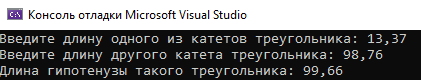 Консоль отладки Microsoft Visual Studio
Введите длину одного из катетов треугольника: 13,37
Введите длину другого катета треугольника: 98,76
Длина гипотенузы такого треугольника: 99,66